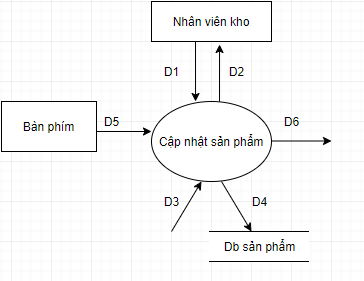 Nhân viên kho
D1
D2
Bàn phím
D5
Cập nhật sản phẩm
D6
D3
D4
Db sản phẩm